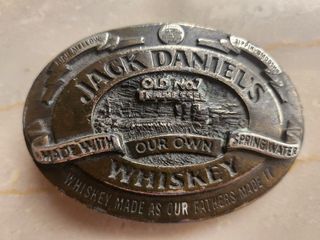 JACK DANIEL'S
OLD No.7
TENNESSEE
MADE WITH OUR OWN SPRING WATER
WHISKEY
WHISKEY MADE AS OUR FATHERS MADE IT